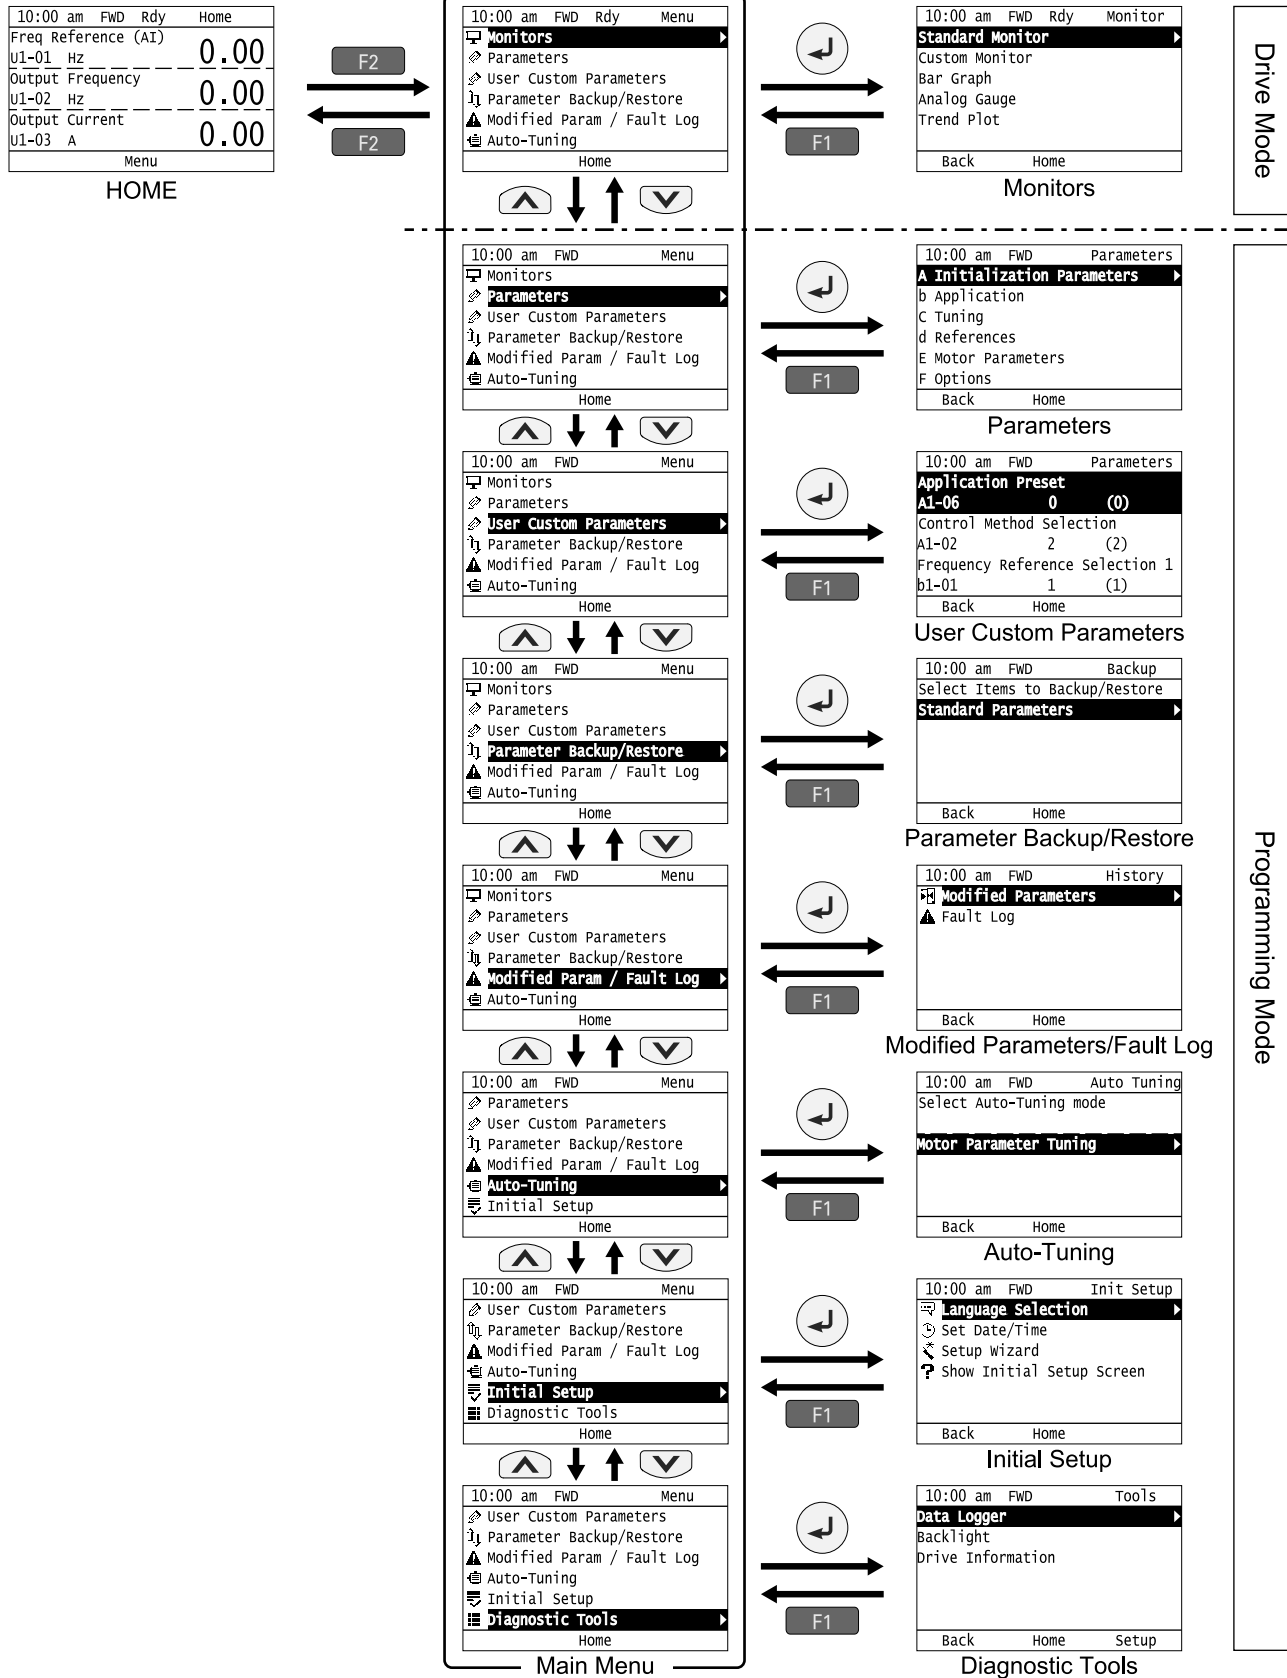 10:00 am FWD Rdy Home
Freq Reference (AI)
U1-01 Hz 0.00
Output Frequency
U1-02 Hz 0.00
Output Current
U1-03 A 0.00
Menu
HOME
F2
F2
10:00 am FWD Rdy Menu
Monitors
Parameters
User Custom Parameters
Parameter Backup/Restore
Modified Param / Fault Log
Auto-Tuning
Home
F1
10:00 am FWD Rdy Monitor
Standard Monitor
Custom Monitor
Bar Graph
Analog Gauge
Trend Plot
Back Home
Monitors
Drive Mode
10:00 am FWD Menu
Monitors
Parameters
User Custom Parameters
Parameter Backup/Restore
Modified Param / Fault Log
Auto-Tuning
Home
F1
10:00 am FWD Parameters
A Initialization Parameters
b Application
C Tuning
d References
E Motor Parameters
F Options
Back Home
Parameters
10:00 am FWD Menu
Monitors
Parameters
User Custom Parameters
Parameter Backup/Restore
Modified Param / Fault Log
Auto-Tuning
Home
F1
10:00 am FWD Parameters
Application Preset
A1-06 0 (0)
Control Method Selection
A1-02 2 (2)
Frequency Reference Selection 1
b1-01 1 (1)
Back Home
User Custom Parameters
10:00 am FWD Menu
Monitors
Parameters
User Custom Parameters
Parameter Backup/Restore
Modified Param / Fault Log
Auto-Tuning
Home
F1
10:00 am FWD Backup
Select Items to Backup/Restore
Standard Parameters
Back Home
Parameter Backup/Restore
10:00 am FWD Menu
Monitors
Parameters
User Custom Parameters
Parameter Backup/Restore
Modified Param / Fault Log
Auto-Tuning
Home
F1
10:00 am FWD History
Modified Parameters
Fault Log
Back Home
Modified Parameters/Fault Log
Programming Mode
10:00 am FWD Menu
Parameters
User Custom Parameters
Parameter Backup/Restore
Modified Param / Fault Log
Auto-Tuning
Initial Setup
Home
F1
10:00 am FWD Auto Tuning
Select Auto-Tuning mode
Motor Parameter Tuning
Back Home
Auto-Tuning
10:00 am FWD Menu
User Custom Parameters
Parameter Backup/Restore
Modified Param / Fault Log
Auto-Tuning
Initial Setup
Diagnostic Tools
Home
F1
10:00 am FWD Init Setup
Language Selection
Set Date/Time
Setup Wizard
Show Initial Setup Screen
Back Home
Initial Setup
10:00 am FWD Menu
User Custom Parameters
Parameter Backup/Restore
Modified Param / Fault Log
Auto-Tuning
Initial Setup
Diagnostic Tools
Home
Main Menu
F1
10:00 am FWD Tools
Data Logger
Backlight
Drive Information
Back Home Setup
Diagnostic Tools